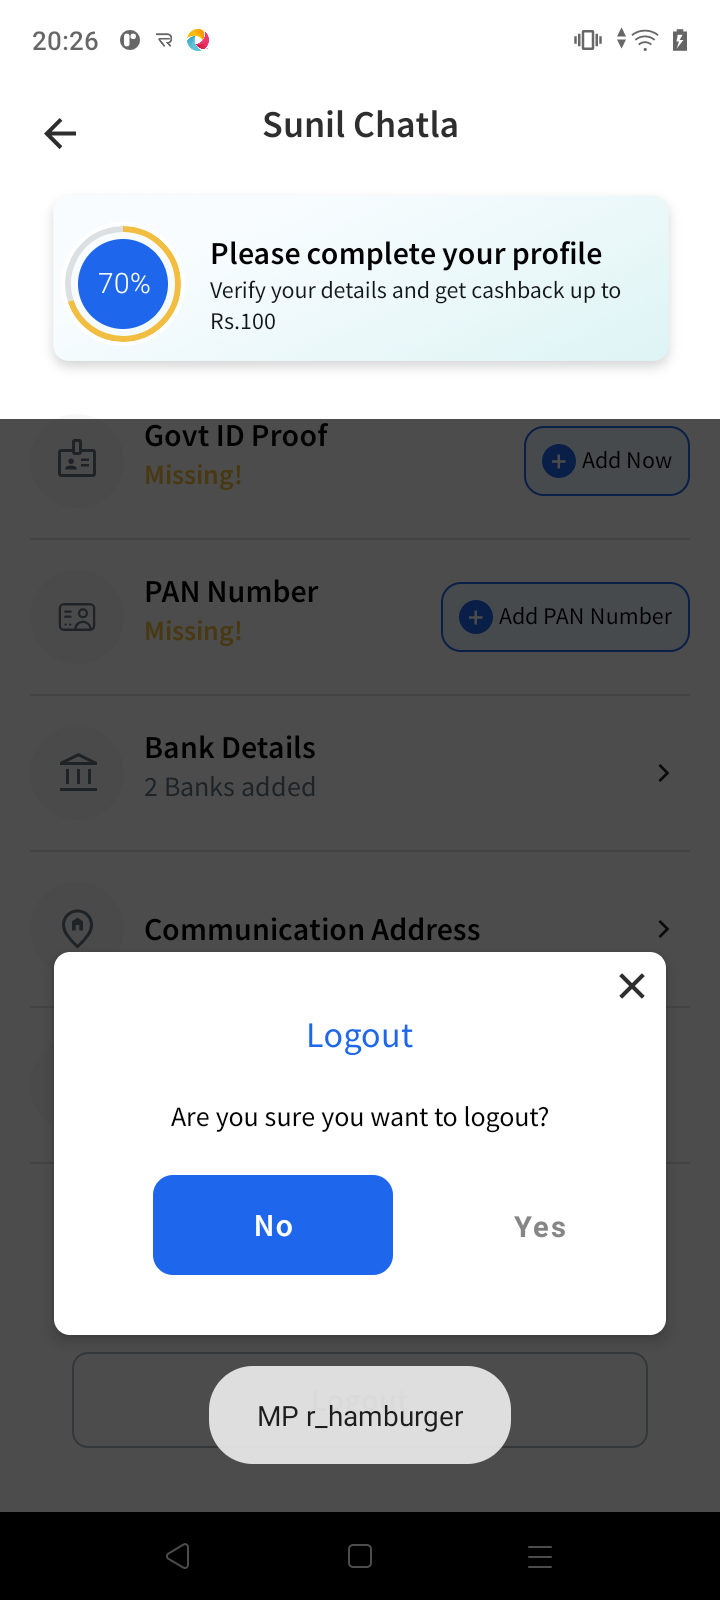 20:26
Sunil Chatla
70%
Please complete your profile
Verify your details and get cashback up to
Rs.100
Govt ID Proof
Missing!
Add Now
PAN Number
Missing!
Add PAN Number
Bank Details
2 Banks added
Communication Address
Logout
Are you sure you want to logout?
No
Yes
Logout
MP r_hamburger